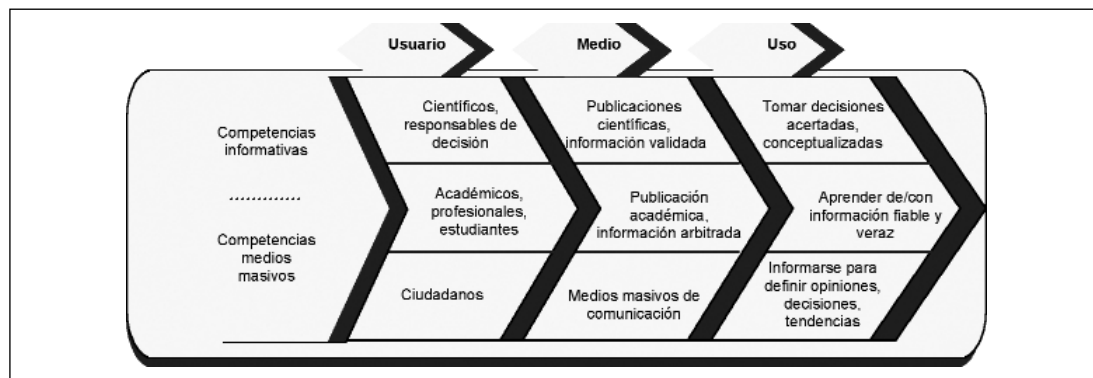 Usuario
Medio
Uso
Competencias
informativas
.............
Competencias
medios
masivos
Científicos,
responsables de
decisión
Publicaciones
científicas,
información validada
Tomar decisiones
acertadas,
conceptualizadas
Académicos,
profesionales,
estudiantes
Publicación
académica,
información arbitrada
Aprender de/con
información fiable y
veraz
Ciudadanos
Medios masivos de
comunicación
Informarse para
definir opiniones,
decisiones,
tendencias